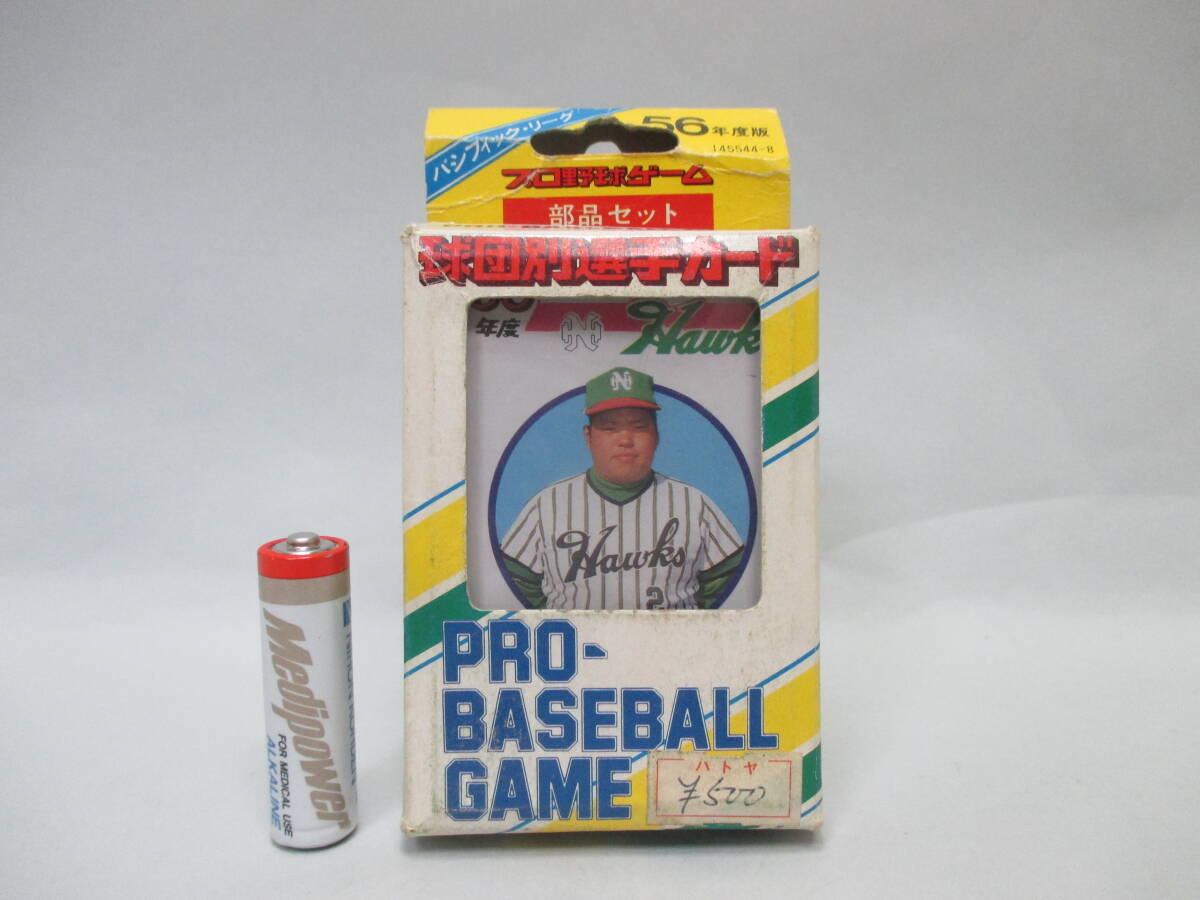 パシフィック・リーグ
56年度版
145544-8
プロ野球ゲーム
部品セット
球団別選手カード
年度
Hawk
Hawks
2
PRO-
BASEBALL
GAME
ハトヤ
¥500
Medipower
FOR MEDICAL USE
ALKALINE